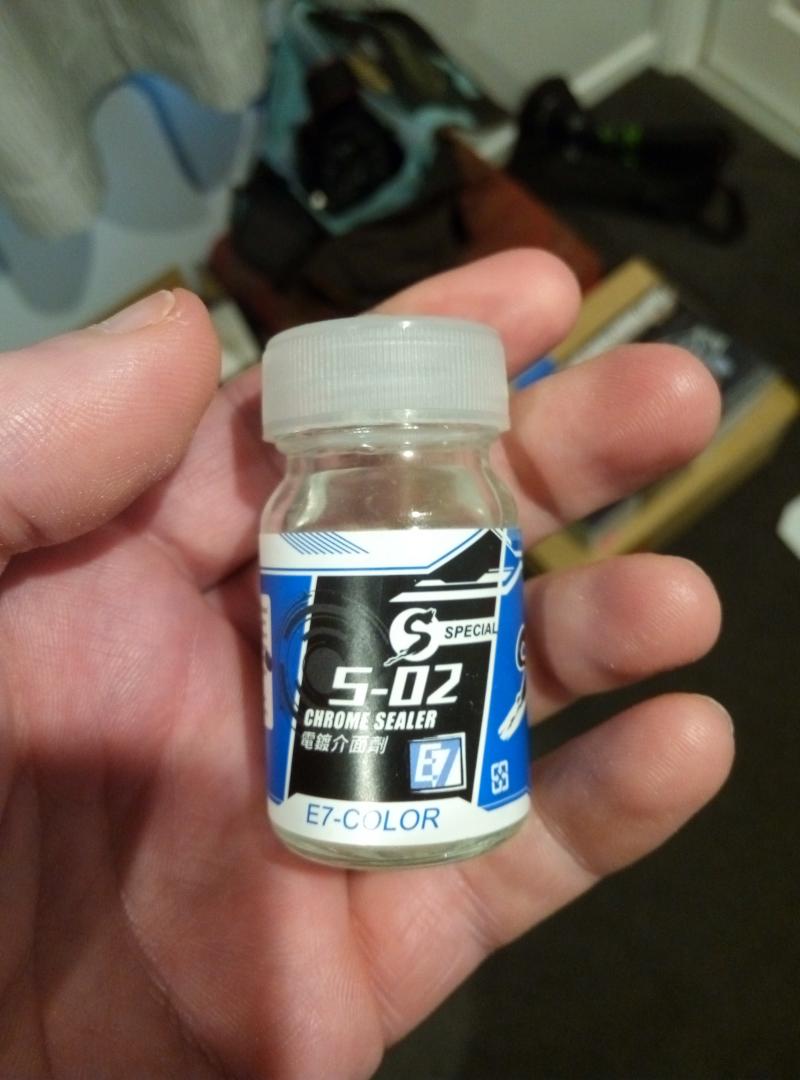 S SPECIAL
S-02
CHROME SEALER
電鍍介面劑
E7
E7-COLOR